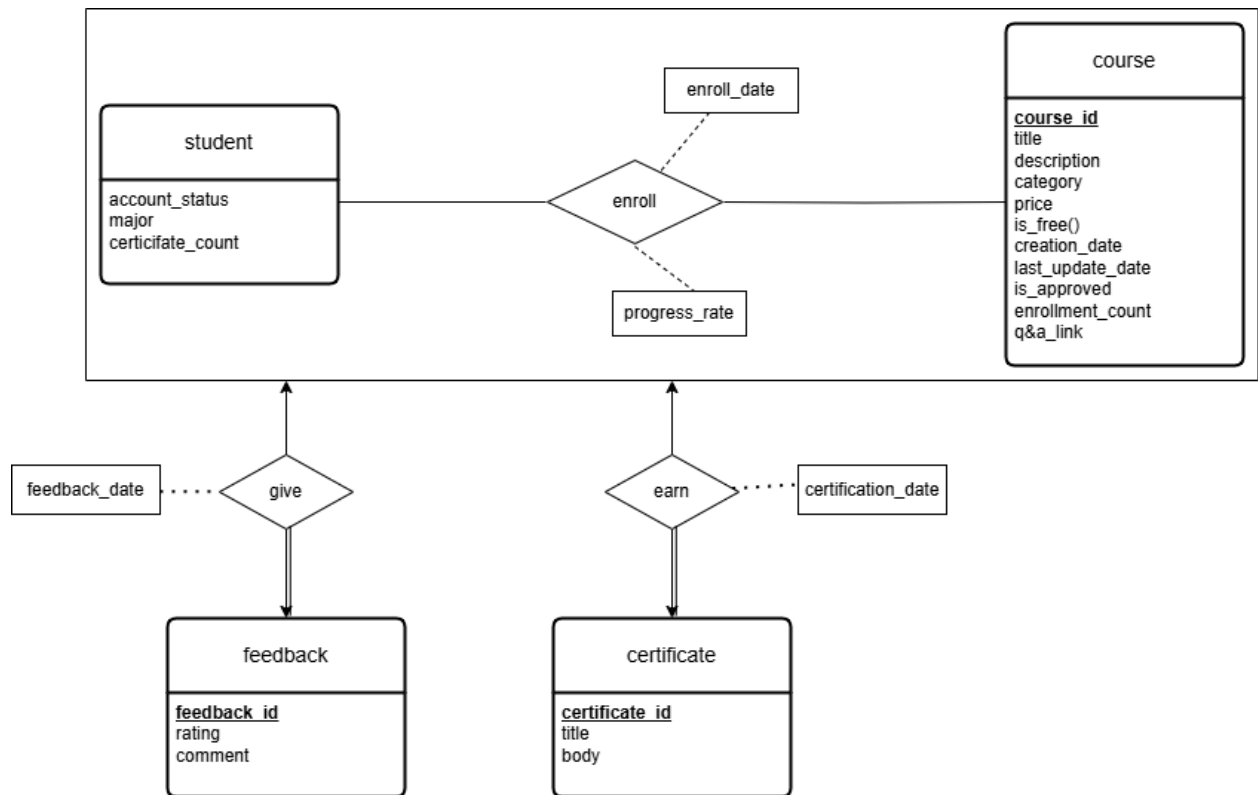 course
enroll_date
course_id
title
description
category
price
is_free()
creation_date
last_update_date
is_approved
enrollment_count
q&a_link
student
account_status
major
certicifate_count
enroll
progress_rate
feedback_date
give
earn
certification_date
feedback
feedback_id
rating
comment
certificate
certificate_id
title
body